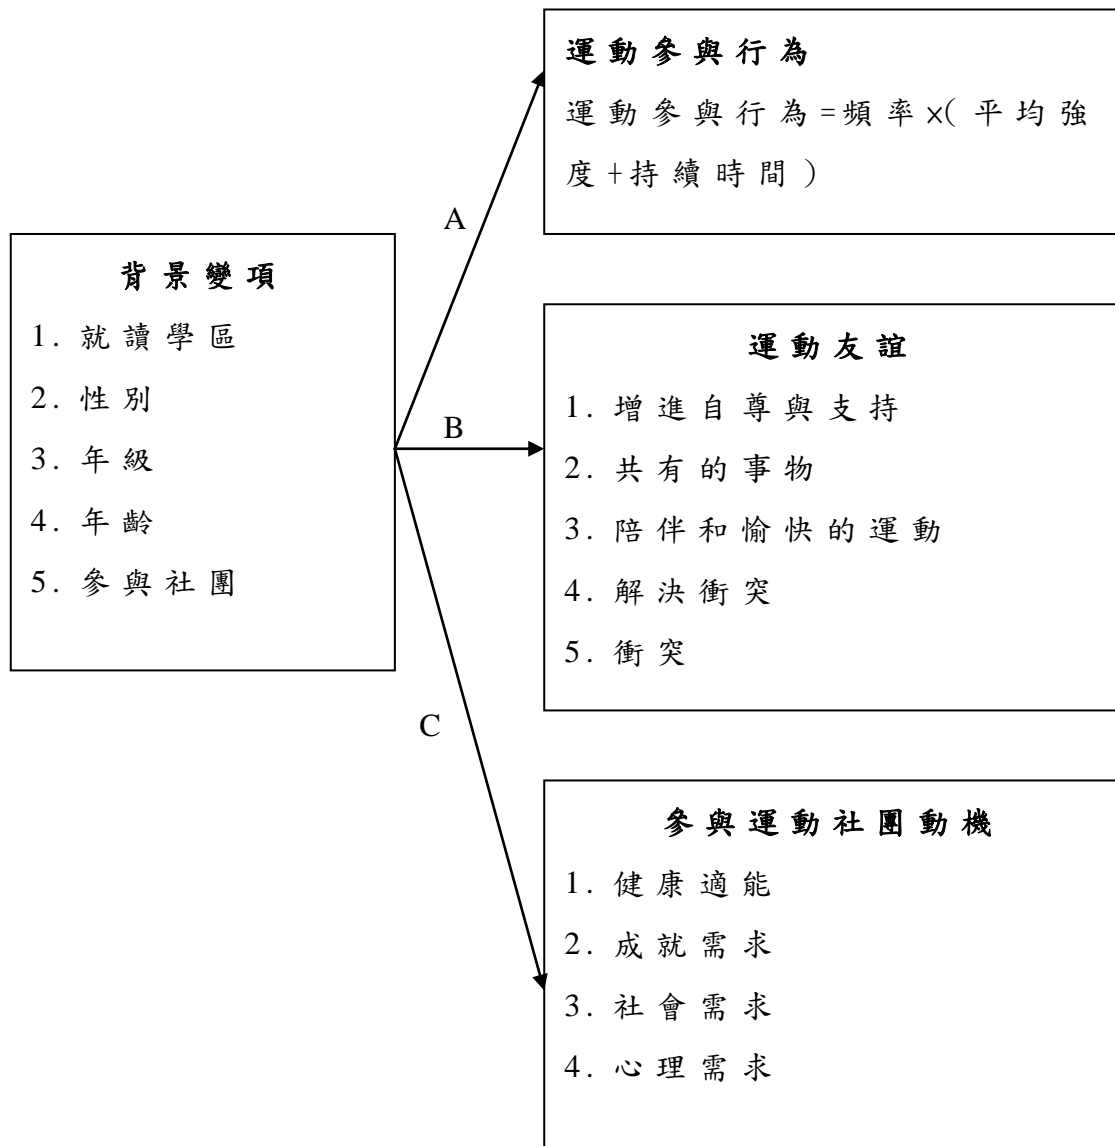 運動參與行為
運動參與行為=頻率×(平均強
度+持續時間)
A
背景變項
1. 就讀學區
2. 性別
3. 年級
4. 年齡
5. 參與社團
B
運動友誼
1. 增進自尊與支持
2. 共有的事物
3. 陪伴和愉快的運動
4. 解決衝突
5. 衝突
C
參與運動社團動機
1. 健康適能
2. 成就需求
3. 社會需求
4. 心理需求